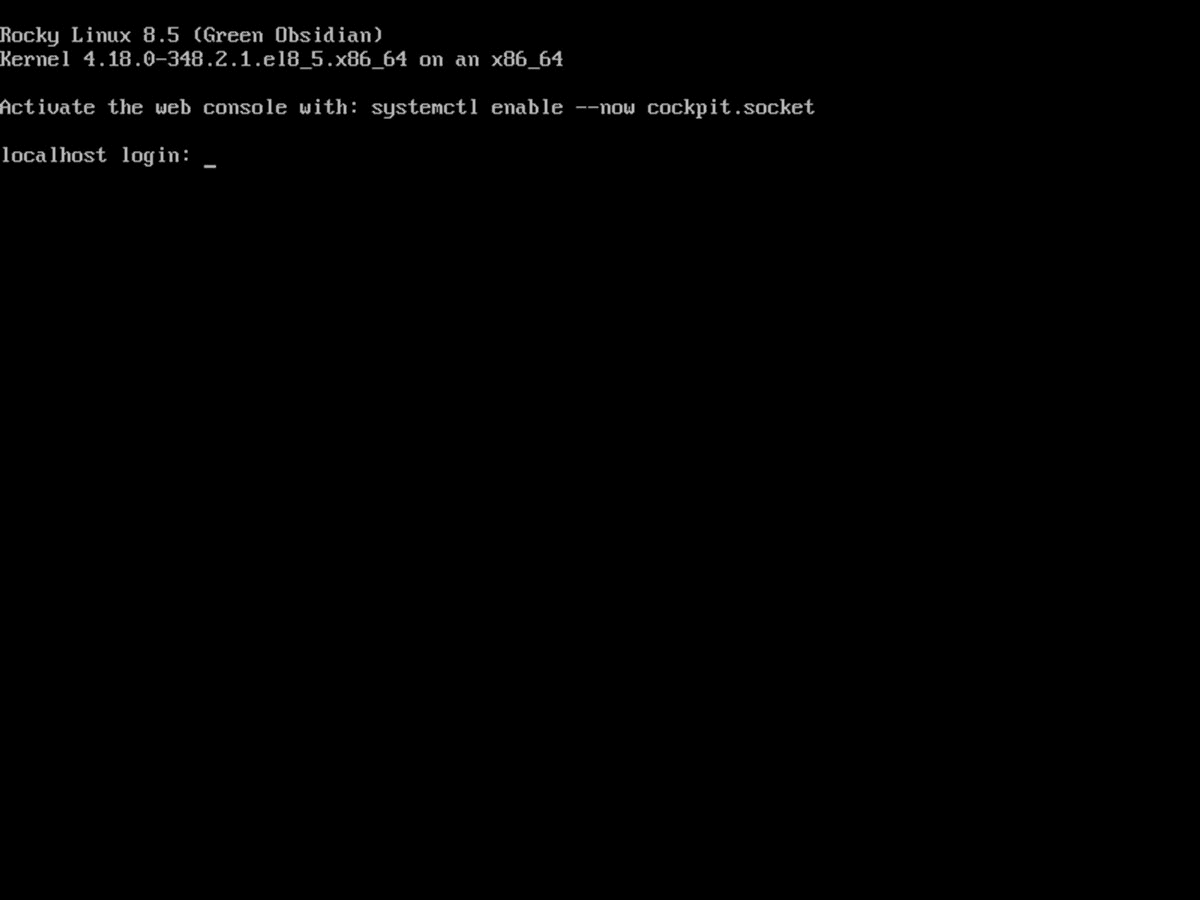 Rocky Linux 8.5 (Green Obsidian)
Kernel 4.18.0-348.2.1.el8_5.x86_64 on an x86_64
Activate the web console with: systemctl enable --now cockpit.socket
localhost login: _